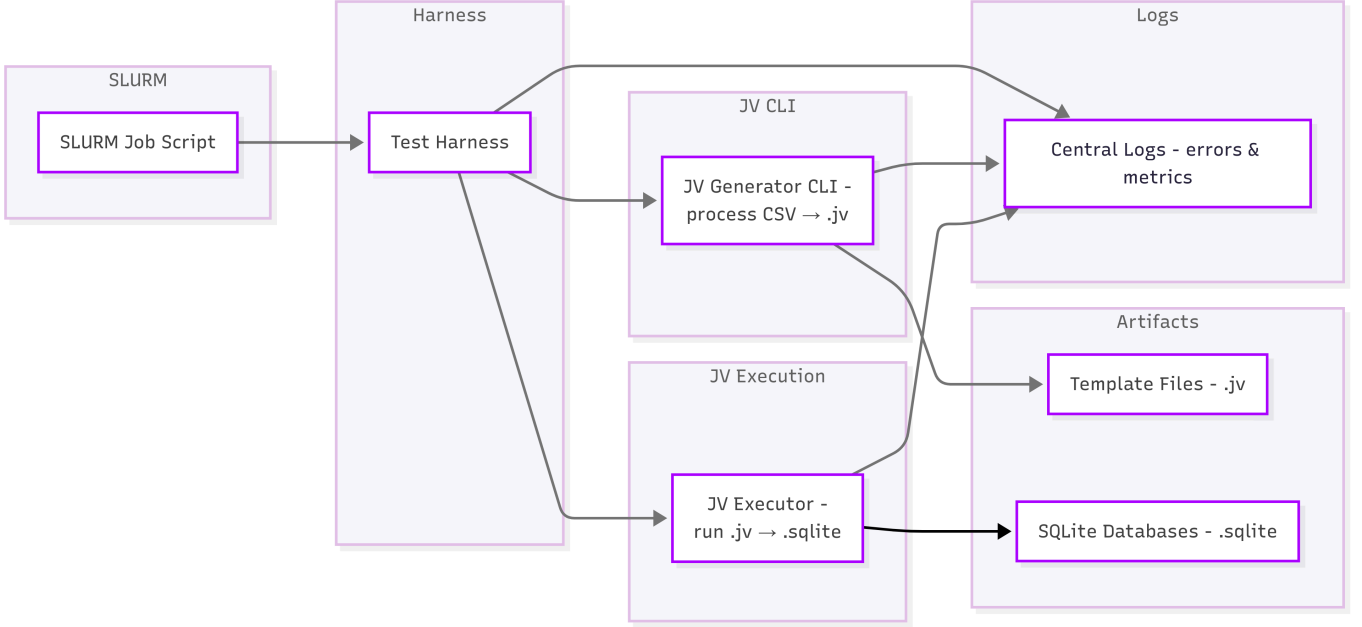 SLURM
SLURM Job Script
Harness
Test Harness
JV CLI
JV Generator CLI -
process CSV → .jv
JV Execution
JV Executor -
run .jv → .sqlite
Logs
Central Logs - errors &
metrics
Artifacts
Template Files - .jv
SQLite Databases - .sqlite